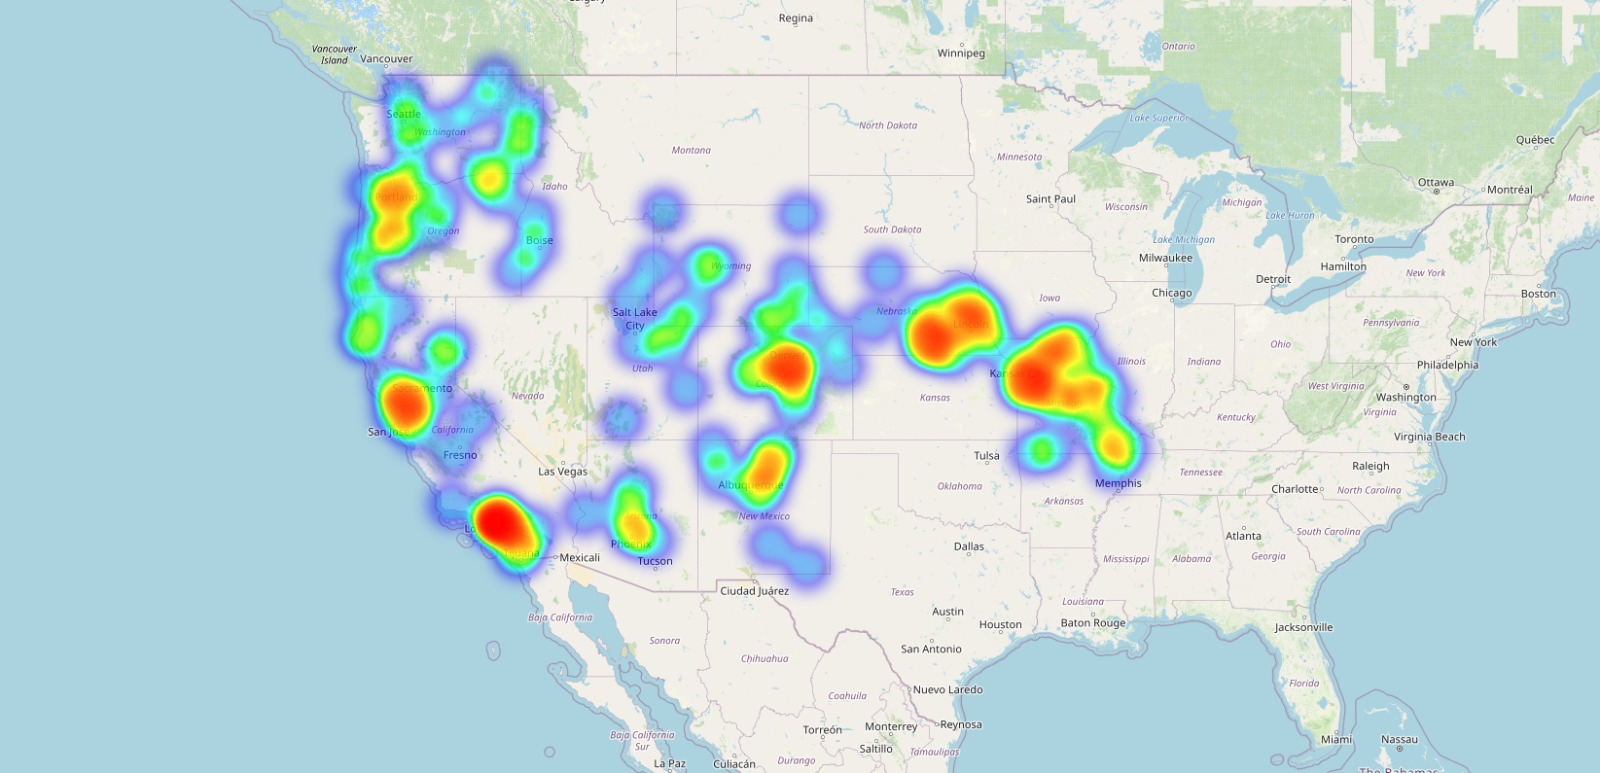 Regina
Winnipeg
Ontario
Vancouver
Island
Vancouver
Québec
Lake Superior
Seattle
Washington
North Dakota
Montana
Minnesota
Ottawa
Montréal
Idaho
Maine
Portland
Saint Paul
Wisconsin
Michigan
Lake Huron
Oregon
Boise
South Dakota
Lake Michigan
Toronto
Milwaukee
Hamilton
New York
Wyoming
Detroit
Chicago
Boston
Iowa
Salt Lake
City
Nebraska
Lincoln
Pennsylvania
Ohio
New York
Denver
Illinois
Indiana
Philadelphia
Utah
Sacramento
West Virginia
Nevada
Kansas
Washington
Virginia
Kentucky
San José
California
Virginia Beach
Fresno
Tulsa
Las Vegas
Raleigh
Tennessee
Albuquerque
Memphis
Oklahoma
Charlotte
North Carolina
Arkansas
Arizona
New Mexico
South Carolina
Atlanta
Phoenix
Tijuana
Mexicali
Tucson
Dallas
Mississippi
Alabama
Georgia
Ciudad Juárez
Texas
Louisiana
Austin
Baja California
Houston
Baton Rouge
Jacksonville
Sonora
San Antonio
Chihuahua
Florida
Nuevo Laredo
Coahuila
Reynosa
Monterrey
Torreón
Baja California
Sur
Saltillo
Tamaulipas
Miami
Nassau
Durango
La Paz
Culiacán
The Bahamas